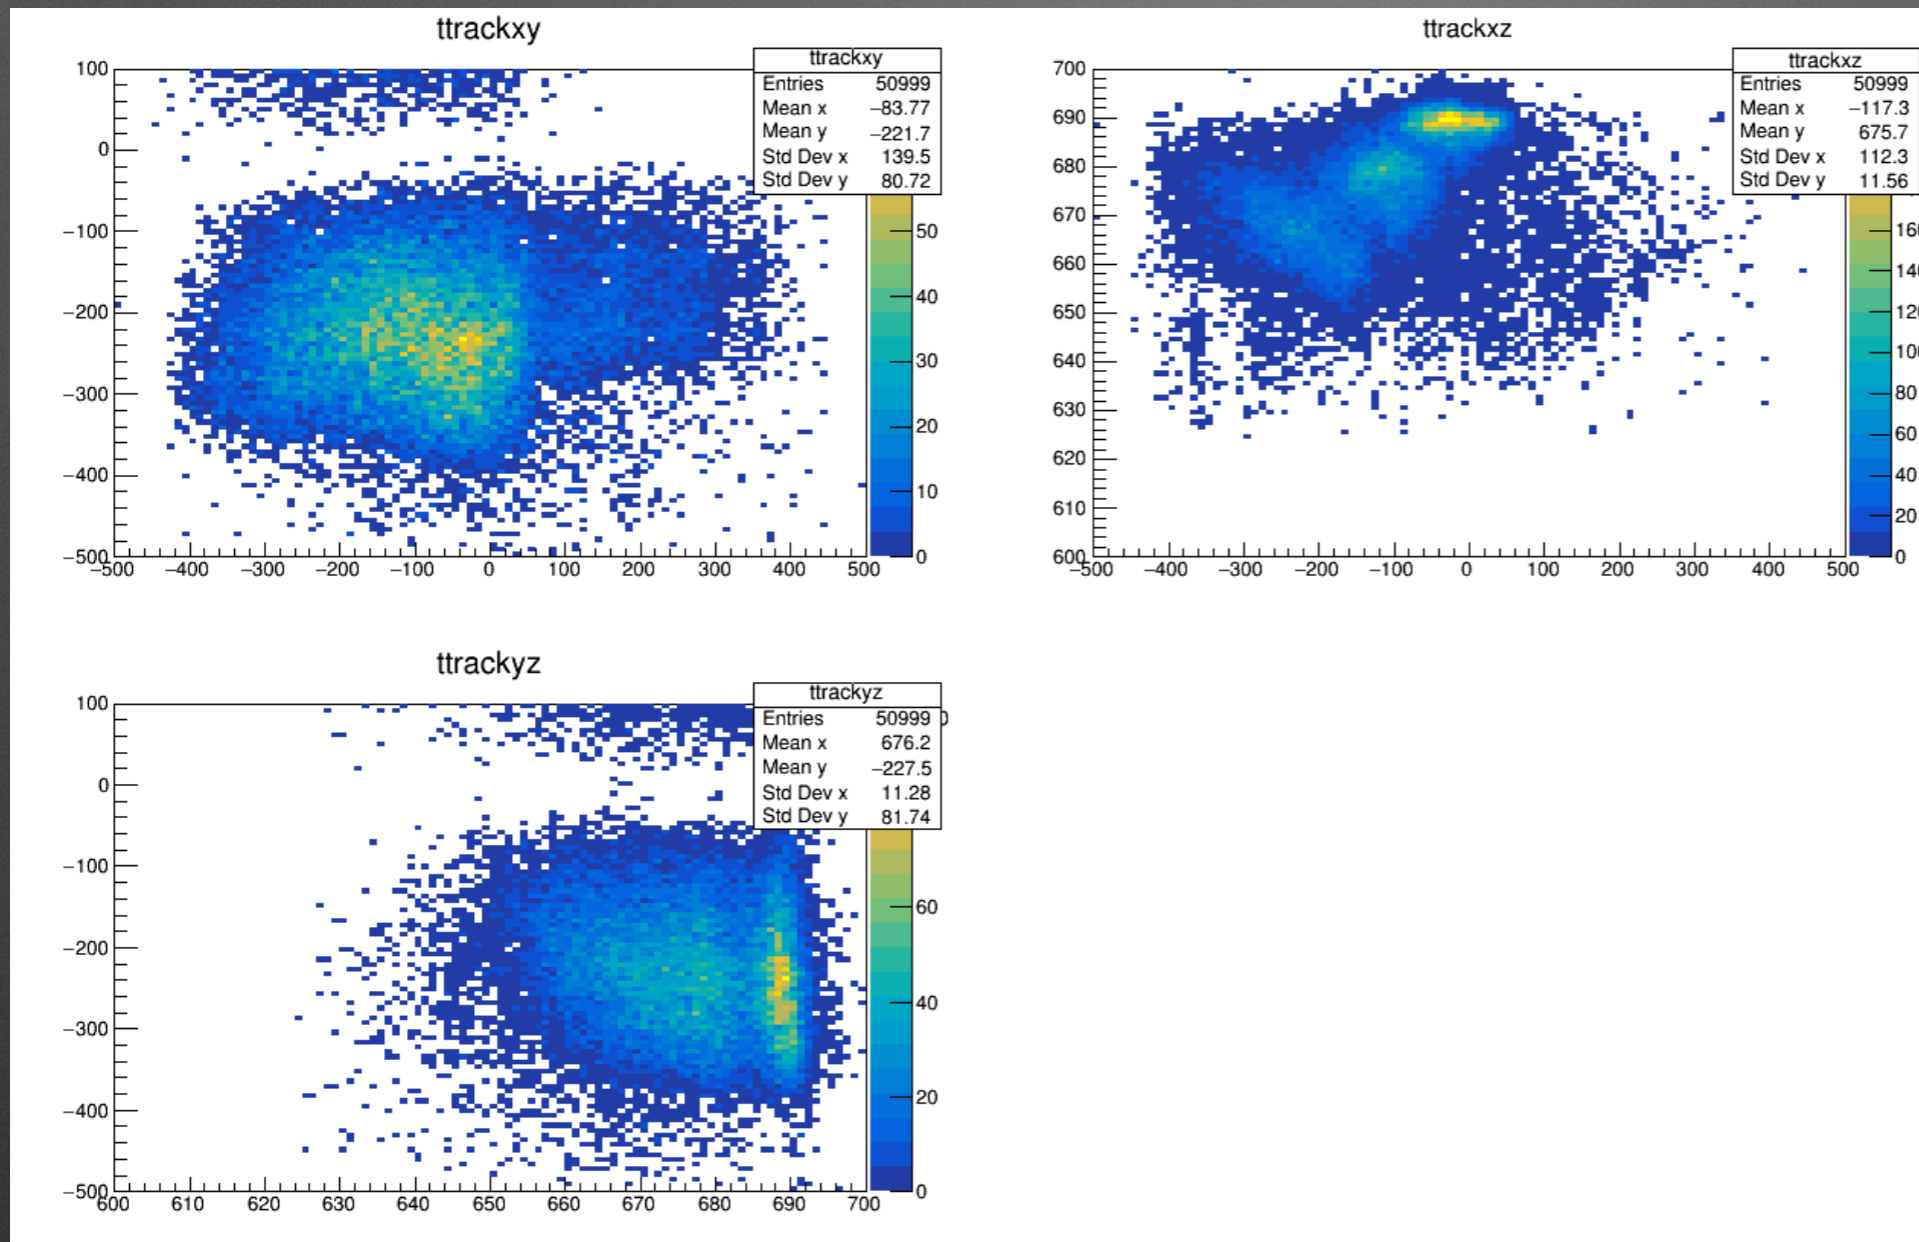 ttrackxy
ttrackxy
Entries 50999
Mean x −83.77
Mean y −221.7
Std Dev x 139.5
Std Dev y 80.72
100
0
−100
−200
−300
−400
−500
−500 −400 −300 −200 −100 0 100 200 300 400 500
50
40
30
20
10
0
ttrackxz
ttrackxz
Entries 50999
Mean x −117.3
Mean y 675.7
Std Dev x 112.3
Std Dev y 11.56
700
690
680
670
660
650
640
630
620
610
600
−500 −400 −300 −200 −100 0 100 200 300 400 500
80
60
40
20
0
ttrackyz
ttrackyz
Entries 50999
Mean x 676.2
Mean y −227.5
Std Dev x 11.28
Std Dev y 81.74
100
0
−100
−200
−300
−400
−500
600 610 620 630 640 650 660 670 680 690 700
60
40
20
0